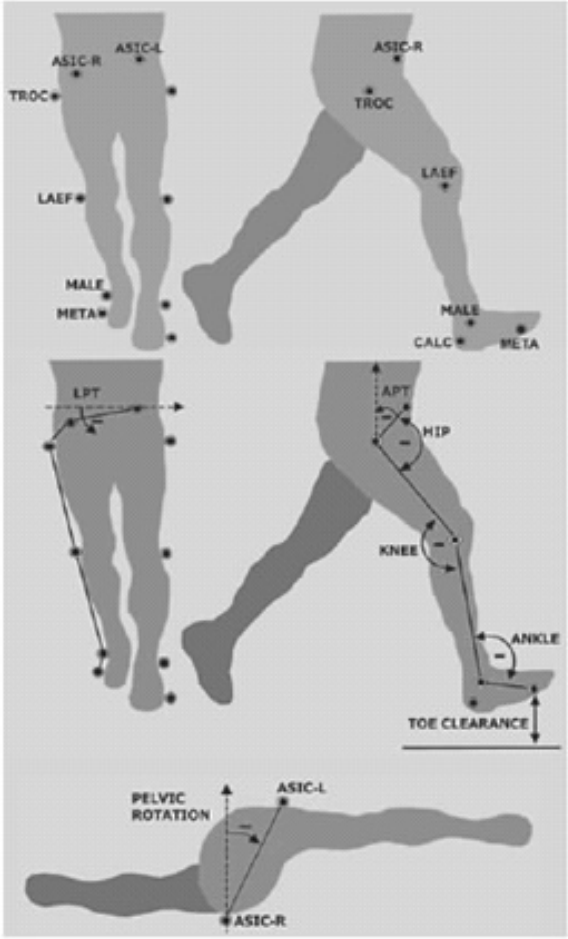 ASIC-L
ASIC-R
ASIC-R
TROC
TROC
LAEF
LAEF
MALE
META
MALE
CALC
META
LPT
APT
HIP
KNEE
ANKLE
TOE CLEARANCE
PELVIC
ROTATION
ASIC-L
ASIC-R